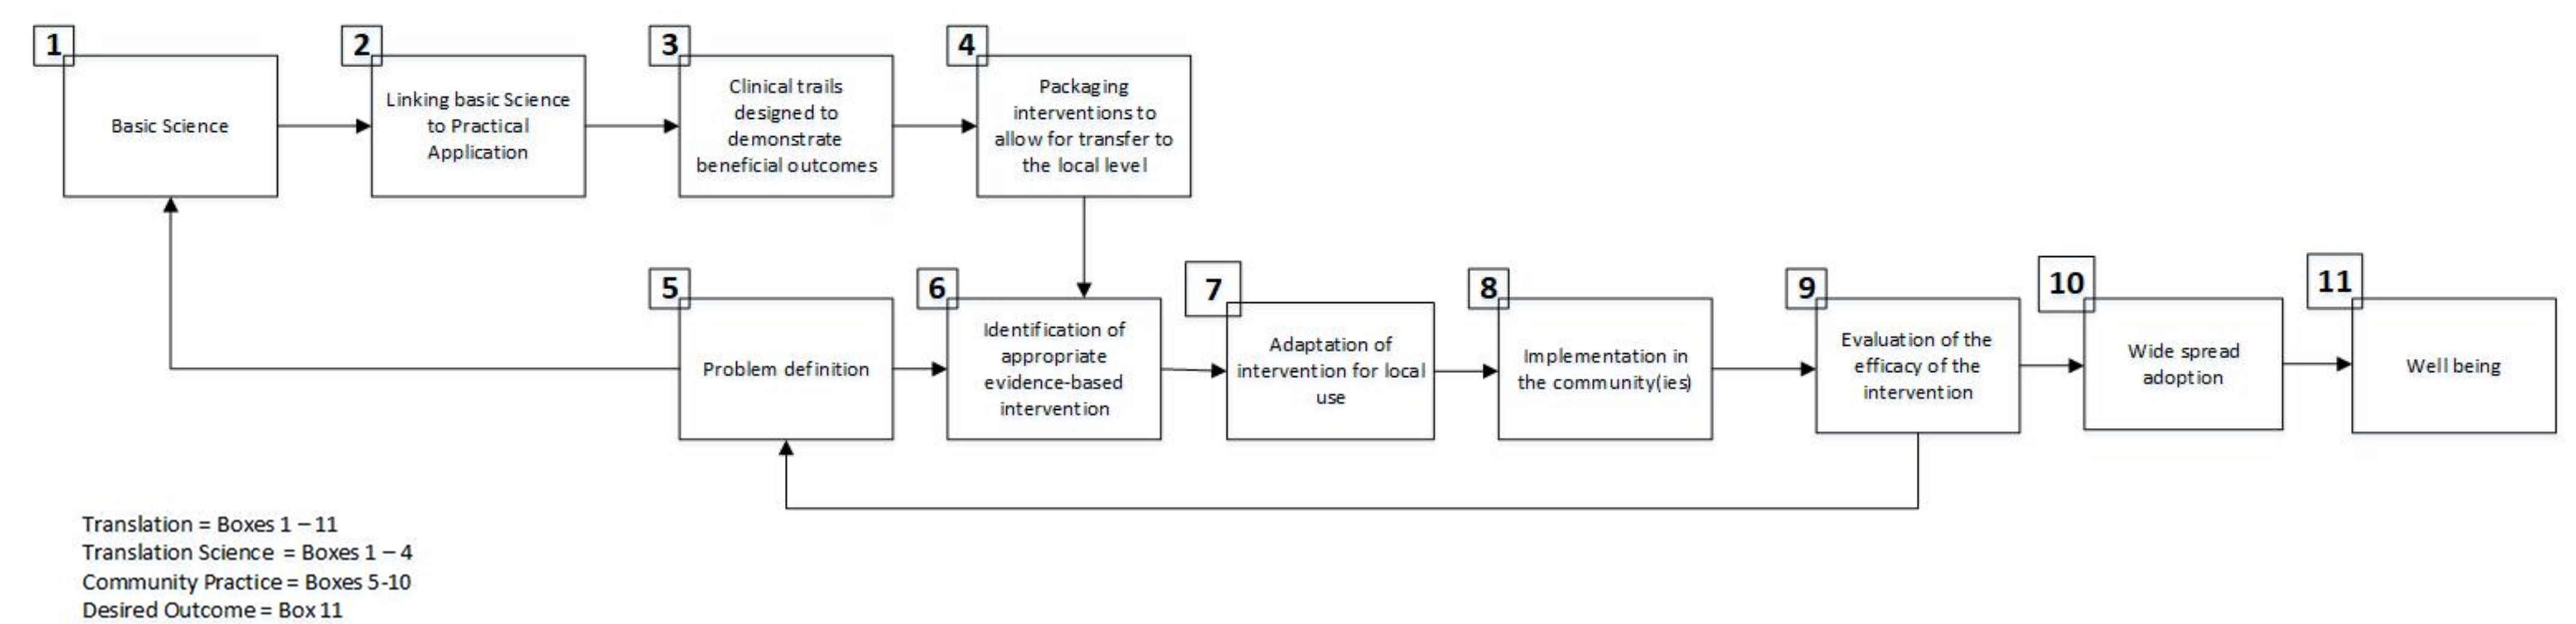 1
Basic Science
2
Linking basic Science
to Practical
Application
3
Clinical trails
designed to
demonstrate
beneficial outcomes
4
Packaging
interventions to
allow for transfer to
the local level
5
Problem definition
6
Identification of
appropriate
evidence-based
intervention
7
Adaptation of
intervention for local
use
8
Implementation in
the community(ies)
9
Evaluation of the
efficacy of the
intervention
10
Wide spread
adoption
11
Well being
Translation = Boxes 1 – 11
Translation Science = Boxes 1 – 4
Community Practice = Boxes 5-10
Desired Outcome = Box 11